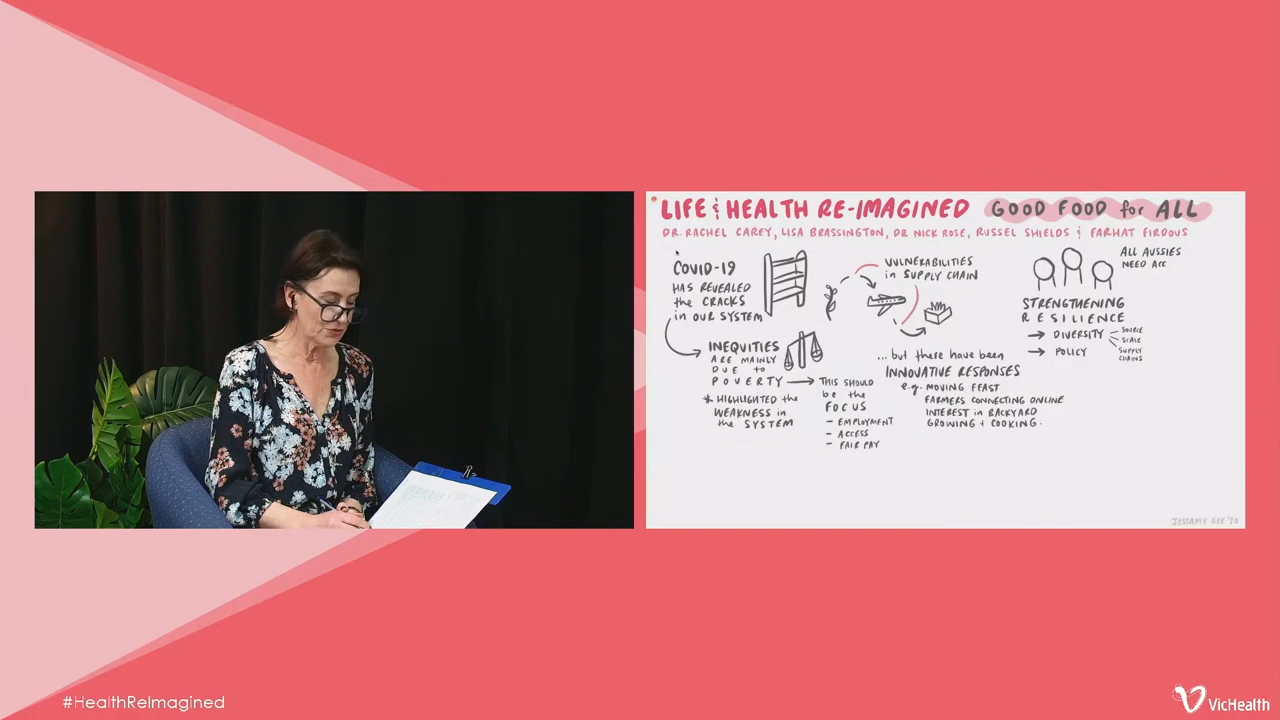 LIFE & HEALTH RE-IMAGINED GOOD FOOD for ALL
DR. RACHEL CAREY, LISA BRASSINGTON, DR NICK ROSE, RUSSEL SHIELDS & FARHAT FIRDOUS
COVID-19
HAS REVEALED
the CRACKS
in OUR SYSTEM
INEQUITIES
ARE MAINLY
DUE to
POVERTY
* HIGHLIGHTED the
WEAKNESS in
the SYSTEM
THIS SHOULD
be the
FOCUS
- EMPLOYMENT
- ACCESS
- FAIR PAY
VULNERABILITIES
in SUPPLY CHAIN
...but there have been
INNOVATIVE RESPONSES
e.g. MOVING FEAST
FARMERS CONNECTING ONLINE
INTEREST in BACKYARD
GROWING + COOKING.
STRENGTHENING
RESILIENCE
→ DIVERSITY
SOURCE
SCALE
SUPPLY
CHAINS
→ POLICY
ALL AUSSIES
NEED ACC
JESSAMY GEE '20
#HealthReImagined
VicHealth